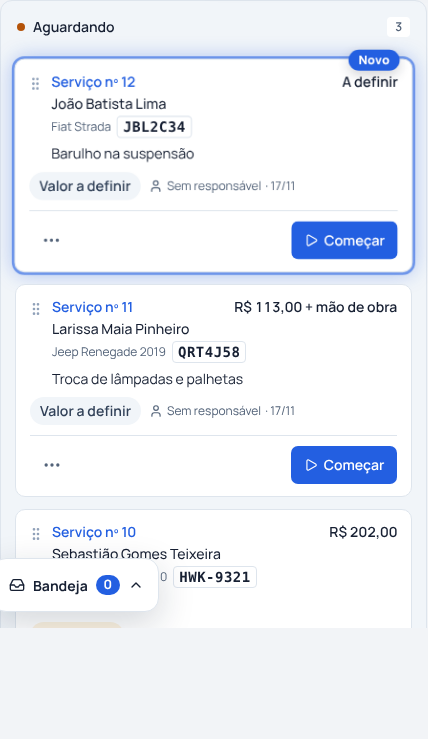 Aguardando 3
Novo
Serviço nº 12 A definir
João Batista Lima
Fiat Strada JBL2C34
Barulho na suspensão
Valor a definir Sem responsável · 17/11
Começar
Serviço nº 11 R$ 113,00 + mão de obra
Larissa Maia Pinheiro
Jeep Renegade 2019 QRT4J58
Troca de lâmpadas e palhetas
Valor a definir Sem responsável · 17/11
Começar
Serviço nº 10 R$ 202,00
Sebastião Gomes Teixeira
0 HWK-9321
Bandeja 0